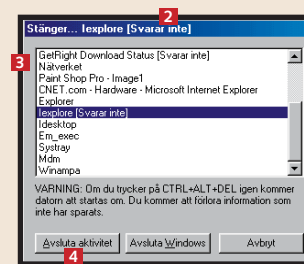 2
Stänger... Iexplore [Svarar inte]
3
GetRight Download Status [Svarar inte]
Nätverket
Paint Shop Pro - Image1
CNET.com - Hardware - Microsoft Internet Explorer
Explorer
Iexplore [Svarar inte]
Idesktop
Em_exec
Systray
Mdm
Winampa
VARNING: Om du trycker på CTRL+ALT+DEL igen kommer
datorn att startas om. Du kommer att förlora information som
inte har sparats.
Avsluta aktivitet Avsluta Windows Avbryt
4